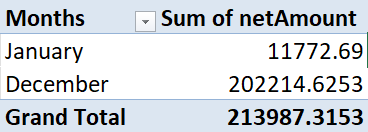 Months Sum of netAmount
January 11772.69
December 202214.6253
Grand Total 213987.3153